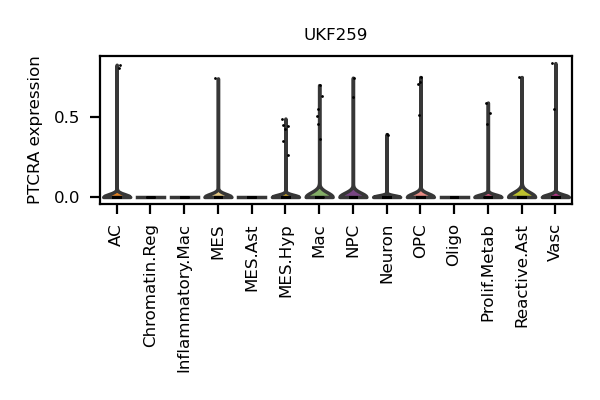 UKF259
PTCRA expression
0.5
0.0
AC
Chromatin.Reg
Inflammatory.Mac
MES
MES.Ast
MES.Hyp
Mac
NPC
Neuron
OPC
Oligo
Prolif.Metab
Reactive.Ast
Vasc